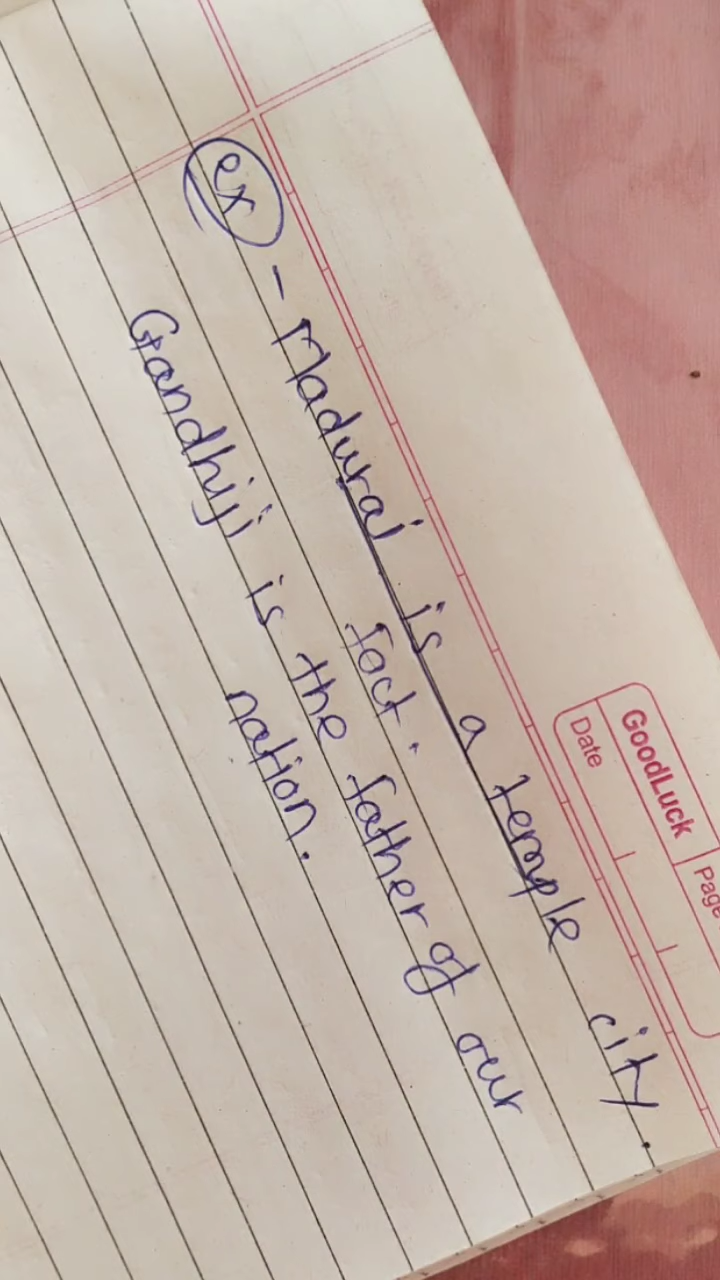 GoodLuck Page
Date
ex - Madurai is a temple city.
fact.
Gandhiji is the father of our
nation.